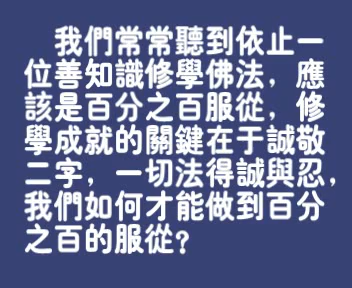 我們常常聽到依止一
位善知識修學佛法，應
該是百分之百服從，修
學成就的關鍵在于誠敬
二字，一切法得誠與忍，
我們如何才能做到百分
之百的服從？